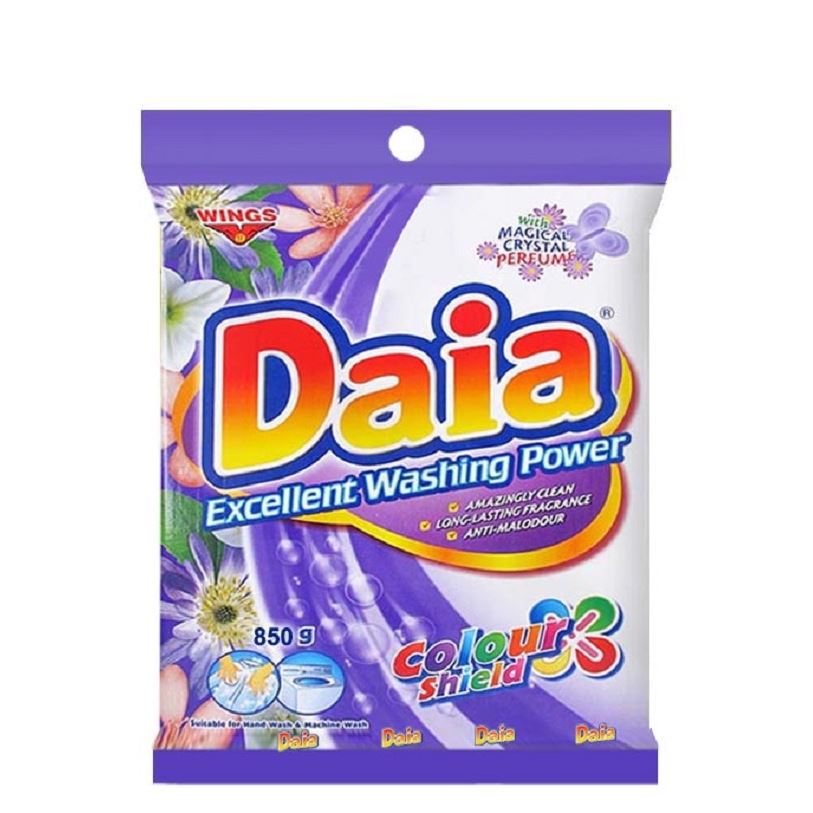 WINGS
with
MAGICAL
CRYSTAL
PERFUME
Daia®
Excellent Washing Power
AMAZINGLY CLEAN
LONG-LASTING FRAGRANCE
ANTI-MALODOUR
850 g
colour
shield
Suitable for Hand Wash & Machine Wash
Daia Daia Daia Daia